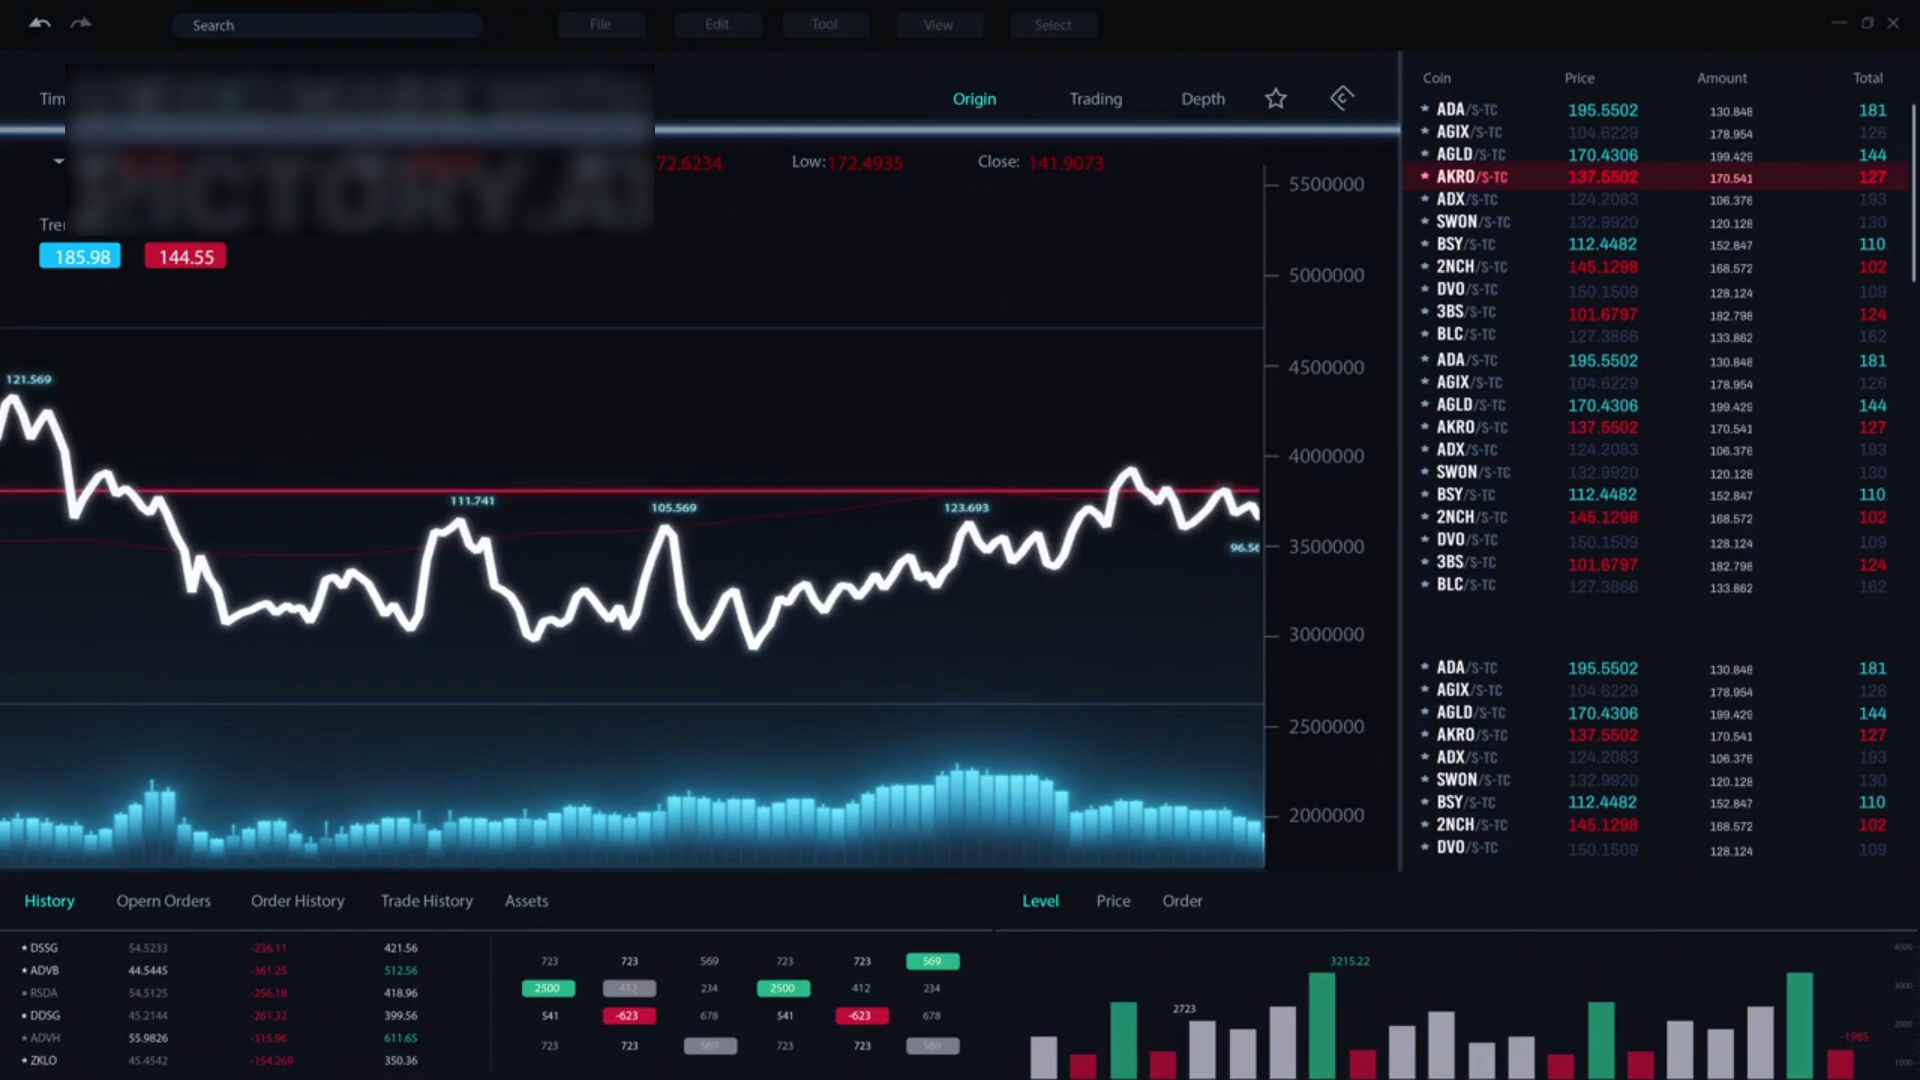 Search File Edit Tool View Select
Tim
Origin Trading Depth
72.6234 Low:172.4935 Close: 141.9073
PICTORY.AI
185.98 144.55
5500000
5000000
4500000
4000000
3500000
3000000
2500000
2000000
121.569
111.741
105.569
123.693
96.56
Coin Price Amount Total
ADA/S-TC 195.5502 130.848 181
AGIX/S-TC 104.6229 178.954 126
AGLD/S-TC 170.4306 199.429 144
AKRO/S-TC 137.5502 170.541 127
ADX/S-TC 124.2083 106.376 193
SWON/S-TC 132.9920 120.128 130
BSY/S-TC 112.4482 152.847 110
2NCH/S-TC 145.1298 168.572 102
DVO/S-TC 150.1509 128.124 109
3BS/S-TC 101.6797 182.798 124
BLC/S-TC 127.3866 133.862 162
ADA/S-TC 195.5502 130.848 181
AGIX/S-TC 104.6229 178.954 126
AGLD/S-TC 170.4306 199.429 144
AKRO/S-TC 137.5502 170.541 127
ADX/S-TC 124.2083 106.376 193
SWON/S-TC 132.9920 120.128 130
BSY/S-TC 112.4482 152.847 110
2NCH/S-TC 145.1298 168.572 102
DVO/S-TC 150.1509 128.124 109
3BS/S-TC 101.6797 182.798 124
BLC/S-TC 127.3866 133.862 162
ADA/S-TC 195.5502 130.848 181
AGIX/S-TC 104.6229 178.954 126
AGLD/S-TC 170.4306 199.429 144
AKRO/S-TC 137.5502 170.541 127
ADX/S-TC 124.2083 106.376 193
SWON/S-TC 132.9920 120.128 130
BSY/S-TC 112.4482 152.847 110
2NCH/S-TC 145.1298 168.572 102
DVO/S-TC 150.1509 128.124 109
History Opern Orders Order History Trade History Assets
DSSG 54.5233 -236.11 421.56
ADVB 44.5445 -361.25 512.56
RSDA 54.5125 -256.18 418.96
DDSG 45.2144 -261.32 399.56
ADVH 55.9826 -315.96 611.65
ZKLO 45.4542 -154.269 350.36
723 723 569 723 723 569
2500 412 234 2500 412 234
541 -623 678 541 -623 678
723 723 569 723 723 569
Level Price Order
3215.22
2723
-1985
4000
3000
2000
1000